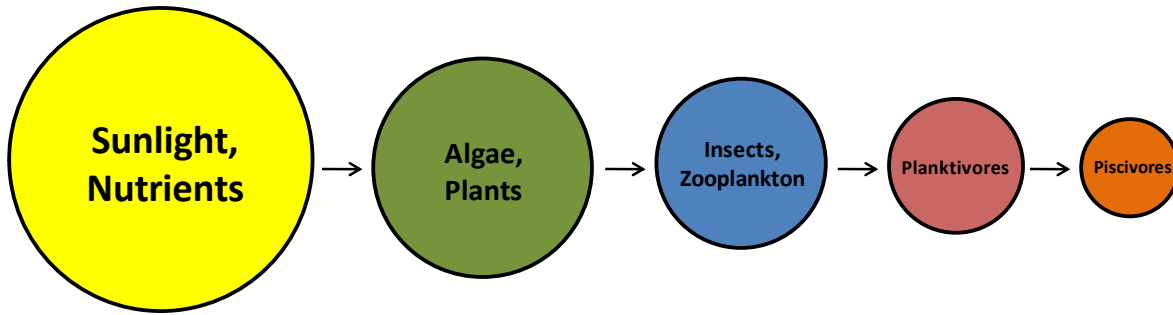 Sunlight,
Nutrients
Algae,
Plants
Insects,
Zooplankton
Planktivores
Piscivores